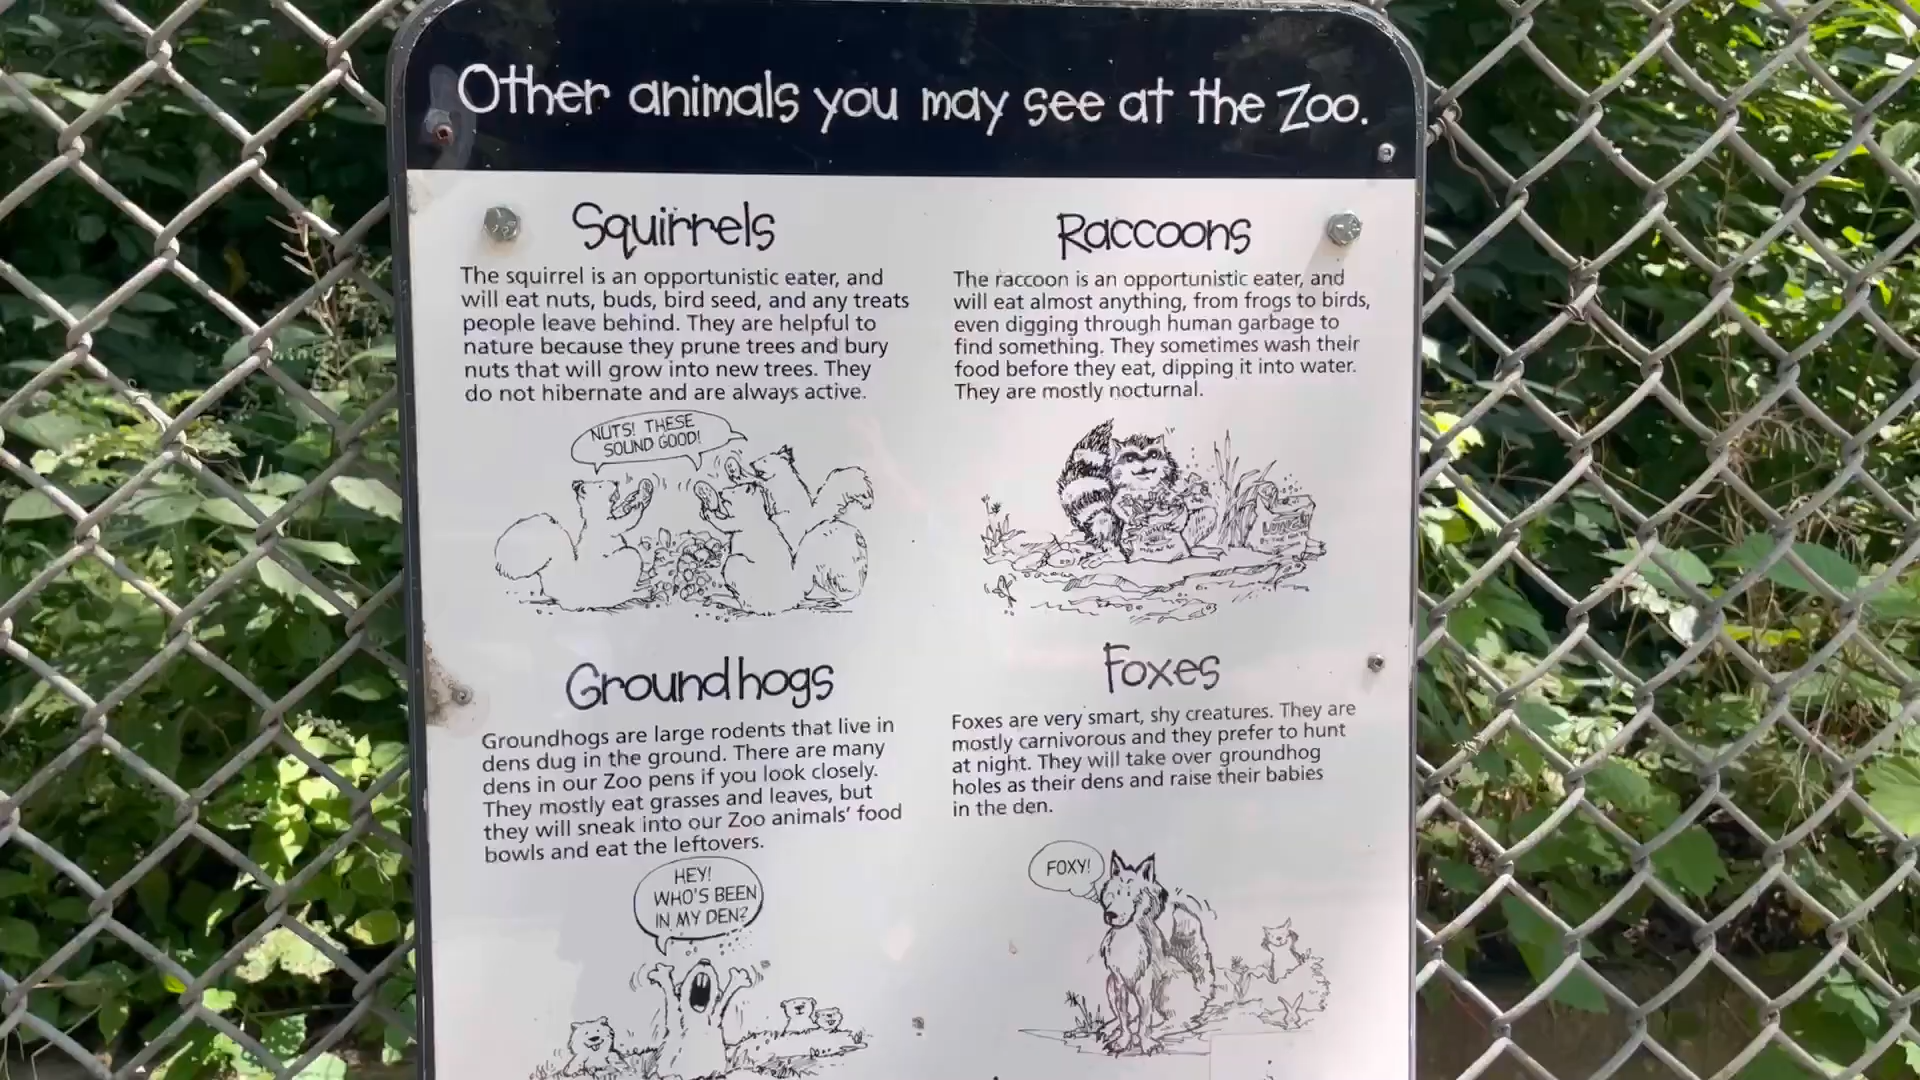 Other animals you may see at the Zoo.
Squirrels
The squirrel is an opportunistic eater, and
will eat nuts, buds, bird seed, and any treats
people leave behind. They are helpful to
nature because they prune trees and bury
nuts that will grow into new trees. They
do not hibernate and are always active.
NUTS! THESE
SOUND GOOD!
Raccoons
The raccoon is an opportunistic eater, and
will eat almost anything, from frogs to birds,
even digging through human garbage to
find something. They sometimes wash their
food before they eat, dipping it into water.
They are mostly nocturnal.
Groundhogs
Groundhogs are large rodents that live in
dens dug in the ground. There are many
dens in our Zoo pens if you look closely.
They mostly eat grasses and leaves, but
they will sneak into our Zoo animals' food
bowls and eat the leftovers.
HEY!
WHO'S BEEN
IN MY DEN?
Foxes
Foxes are very smart, shy creatures. They are
mostly carnivorous and they prefer to hunt
at night. They will take over groundhog
holes as their dens and raise their babies
in the den.
FOXY!